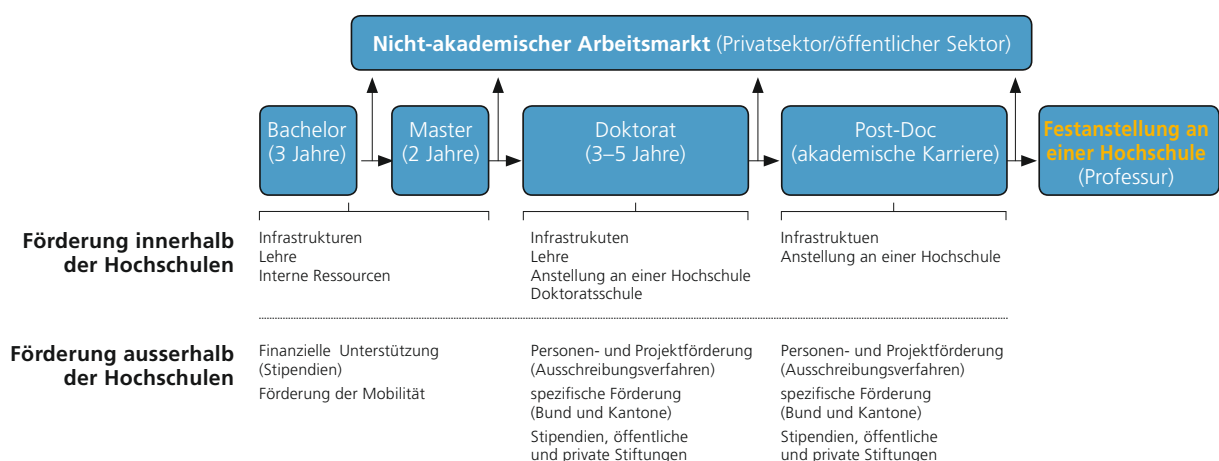 Nicht-akademischer Arbeitsmarkt (Privatsektor/öffentlicher Sektor)
Bachelor
(3 Jahre)
Master
(2 Jahre)
Doktorat
(3–5 Jahre)
Post-Doc
(akademische Karriere)
Festanstellung an
einer Hochschule
(Professur)
Förderung innerhalb
der Hochschulen
Infrastrukturen
Lehre
Interne Ressourcen
Infrastrukuten
Lehre
Anstellung an einer Hochschule
Doktoratsschule
Infrastruktuen
Anstellung an einer Hochschule
Förderung ausserhalb
der Hochschulen
Finanzielle Unterstützung
(Stipendien)
Förderung der Mobilität
Personen- und Projektförderung
(Ausschreibungsverfahren)
spezifische Förderung
(Bund und Kantone)
Stipendien, öffentliche
und private Stiftungen
Personen- und Projektförderung
(Ausschreibungsverfahren)
spezifische Förderung
(Bund und Kantone)
Stipendien, öffentliche
und private Stiftungen